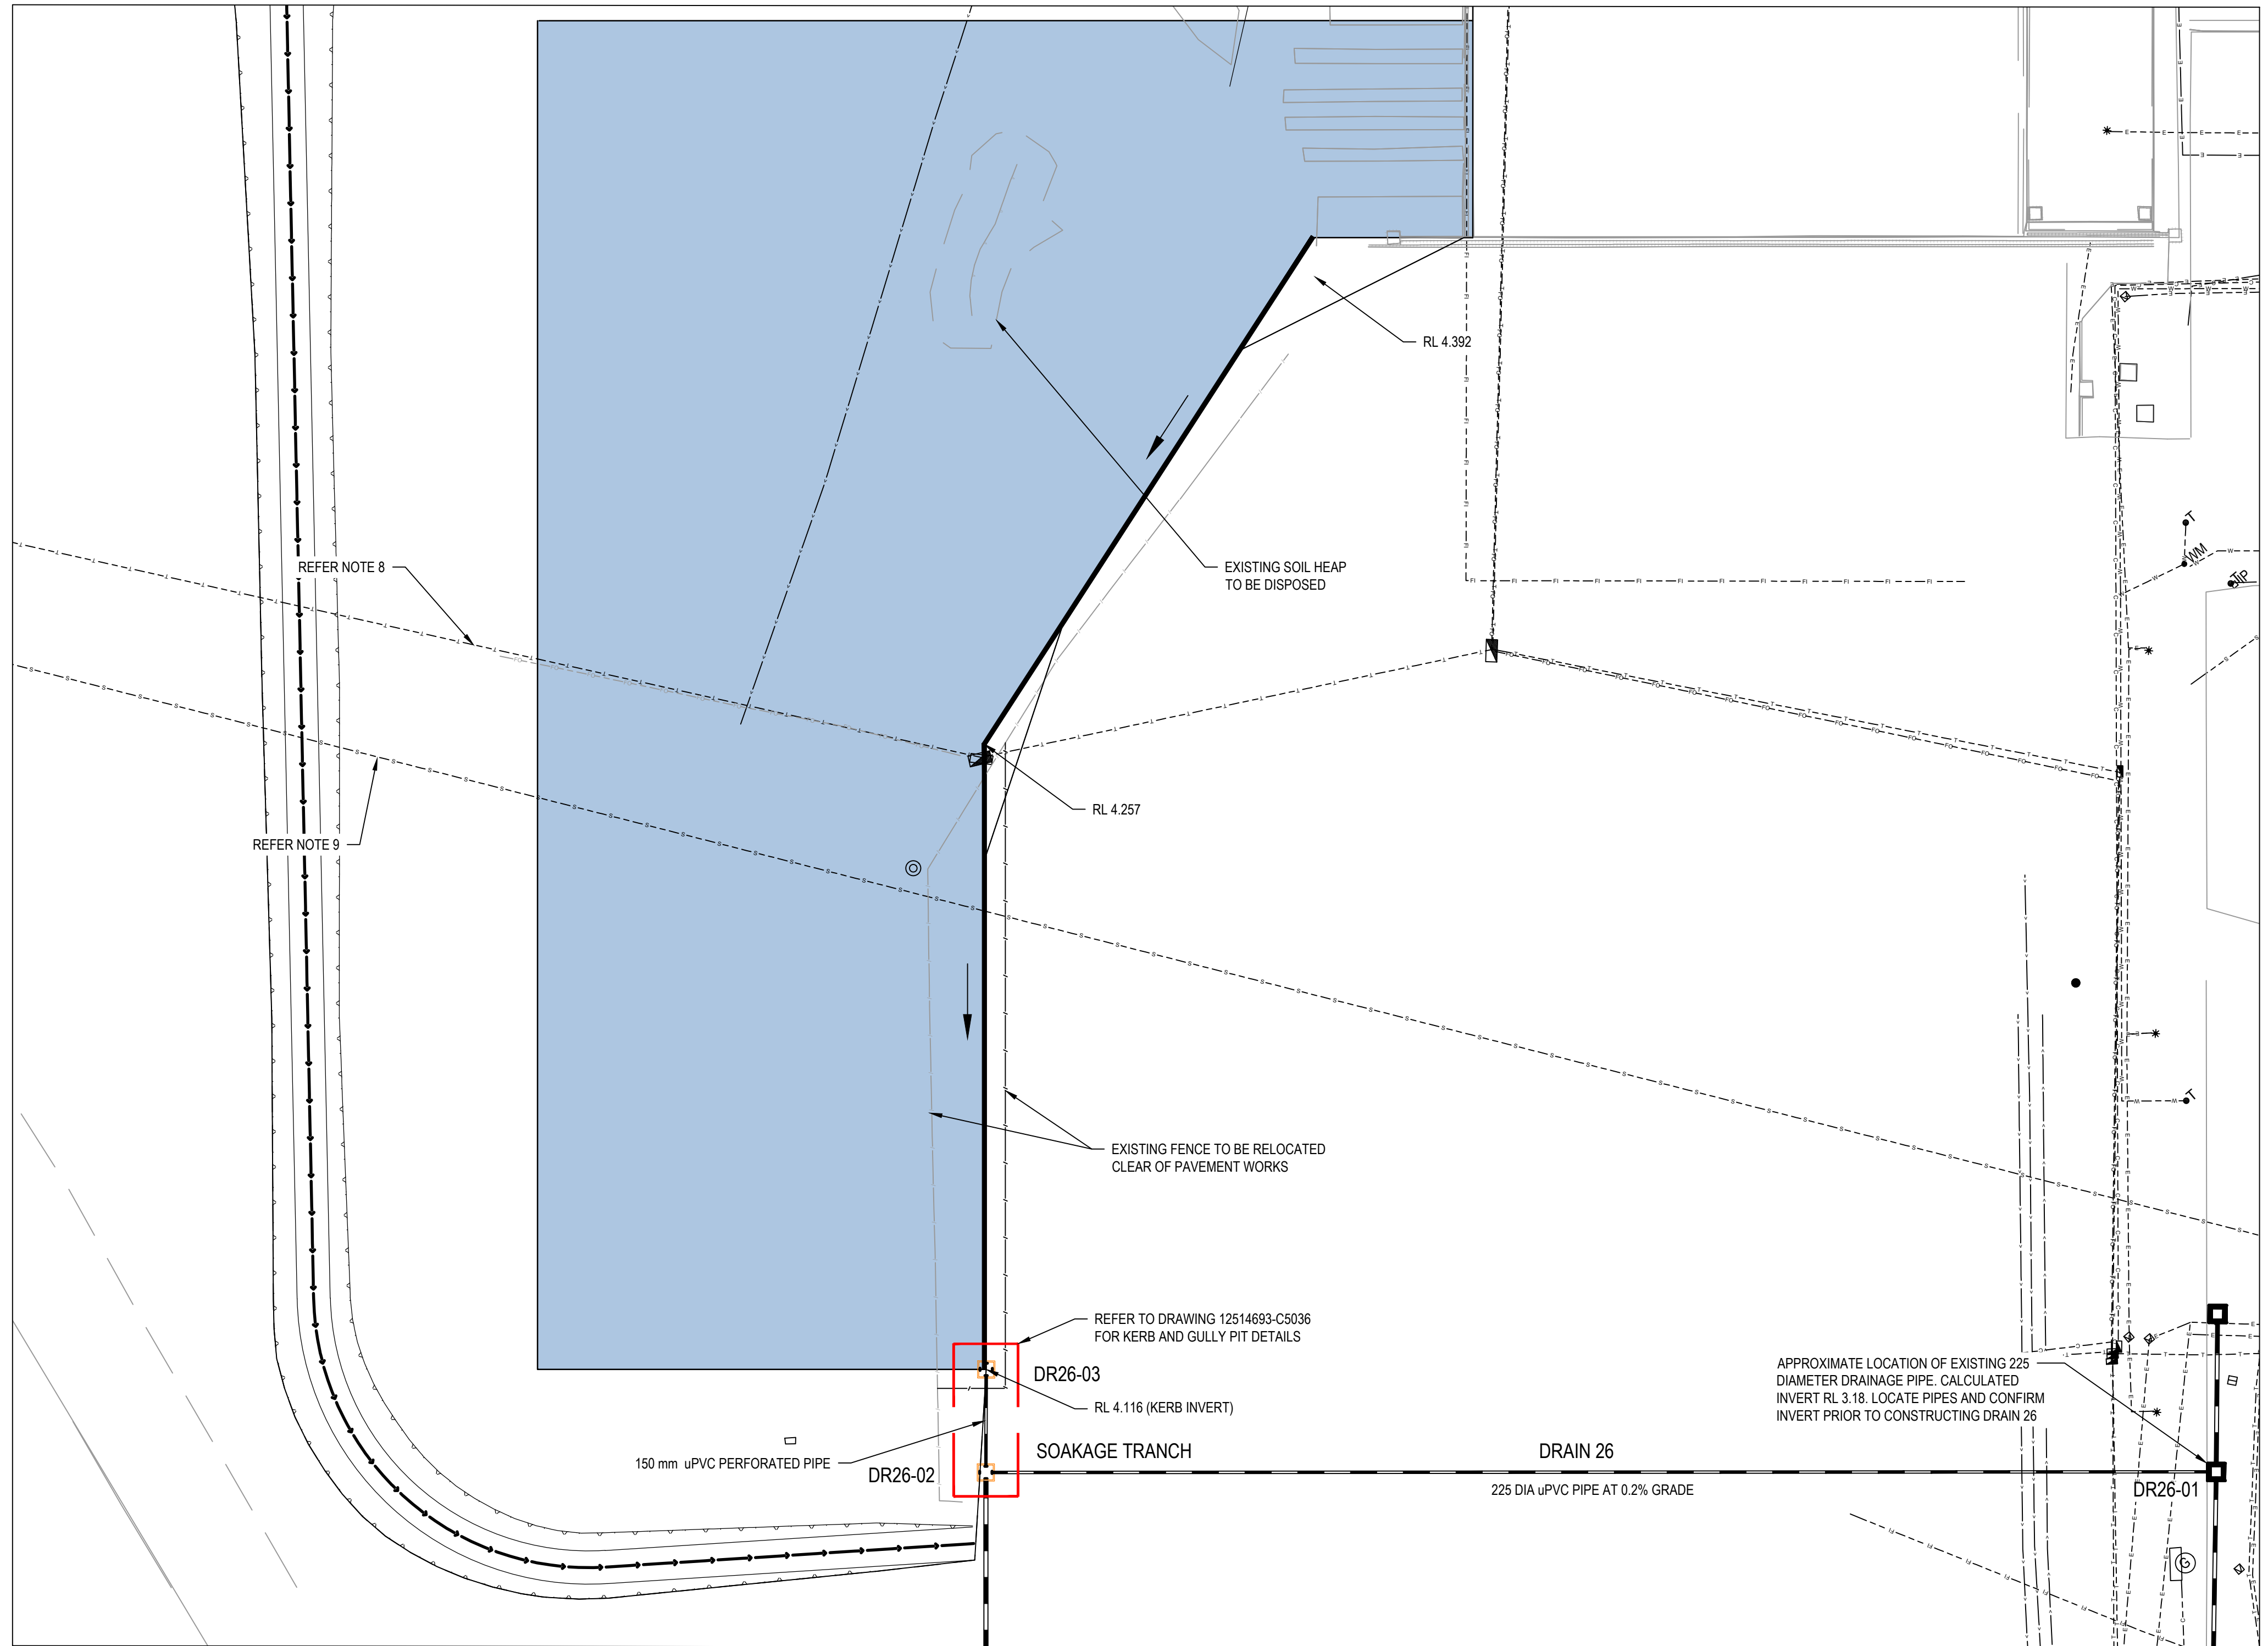 RL 4.392
REFER NOTE 8
EXISTING SOIL HEAP
TO BE DISPOSED
T
WM
RL 4.257
REFER NOTE 9
T
EXISTING FENCE TO BE RELOCATED
CLEAR OF PAVEMENT WORKS
REFER TO DRAWING 12514693-C5036
FOR KERB AND GULLY PIT DETAILS
DR26-03
RL 4.116 (KERB INVERT)
APPROXIMATE LOCATION OF EXISTING 225
DIAMETER DRAINAGE PIPE. CALCULATED
INVERT RL 3.18. LOCATE PIPES AND CONFIRM
INVERT PRIOR TO CONSTRUCTING DRAIN 26
150 mm uPVC PERFORATED PIPE
SOAKAGE TRANCH
DRAIN 26
DR26-02
225 DIA uPVC PIPE AT 0.2% GRADE
DR26-01
G